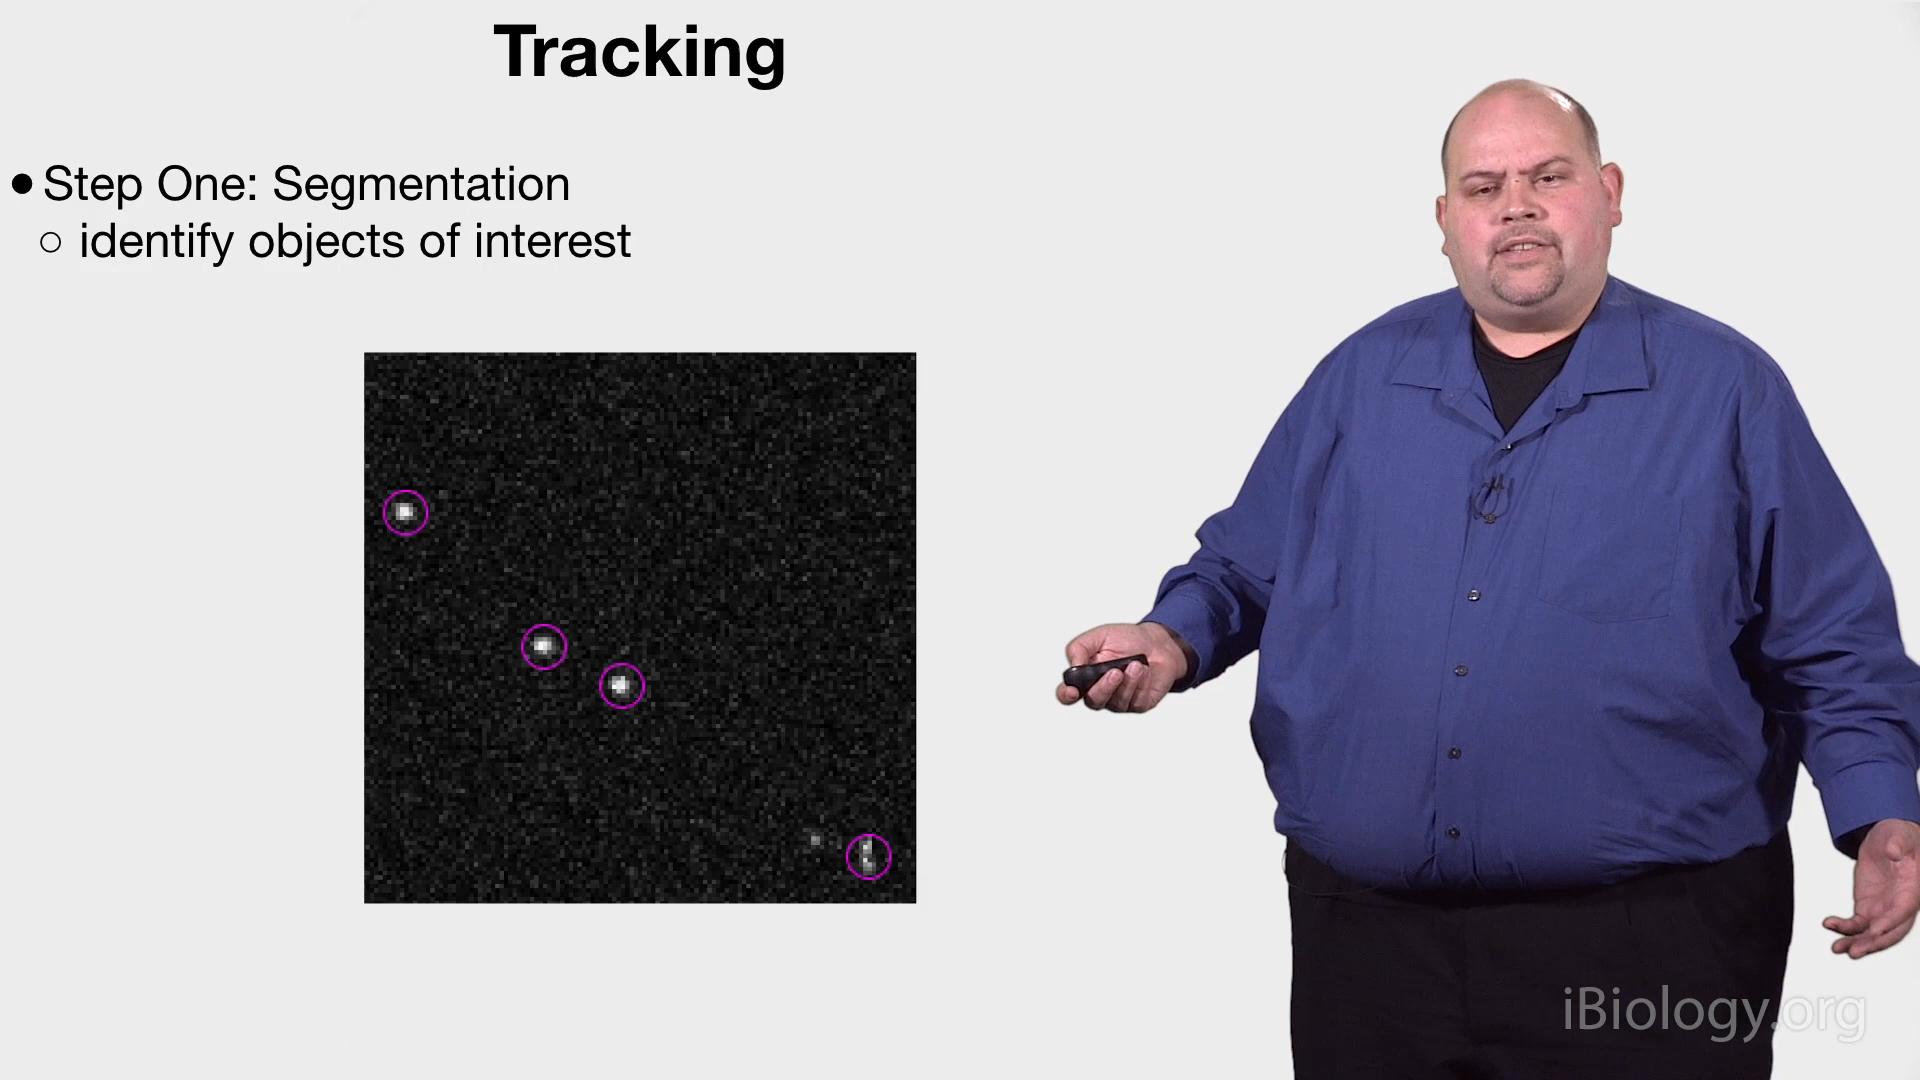 Tracking
● Step One: Segmentation
○ identify objects of interest
iBiology.org